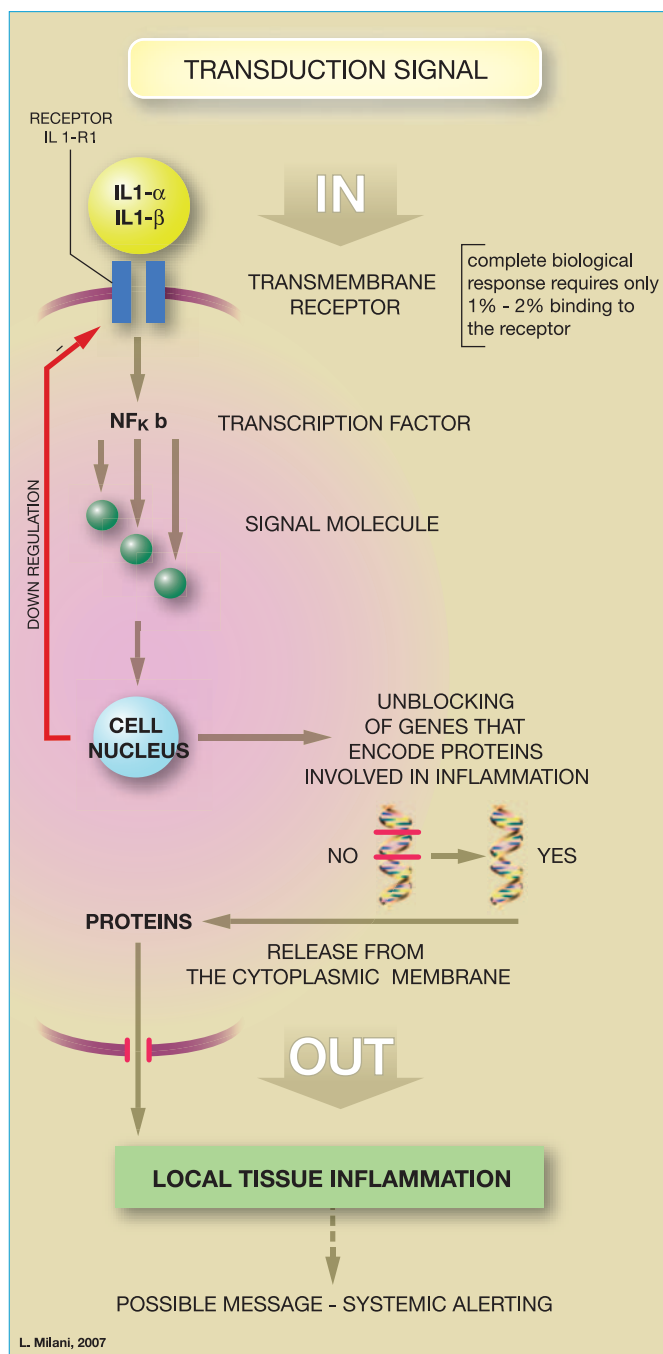 TRANSDUCTION SIGNAL
RECEPTOR
IL 1-R1
IL1-α
IL1-β
IN
TRANSMEMBRANE
RECEPTOR
complete biological
response requires only
1% - 2% binding to
the receptor
–
NFK b
TRANSCRIPTION FACTOR
SIGNAL MOLECULE
DOWN REGULATION
CELL
NUCLEUS
UNBLOCKING
OF GENES THAT
ENCODE PROTEINS
INVOLVED IN INFLAMMATION
NO
YES
PROTEINS
RELEASE FROM
THE CYTOPLASMIC MEMBRANE
OUT
LOCAL TISSUE INFLAMMATION
POSSIBLE MESSAGE - SYSTEMIC ALERTING
L. Milani, 2007